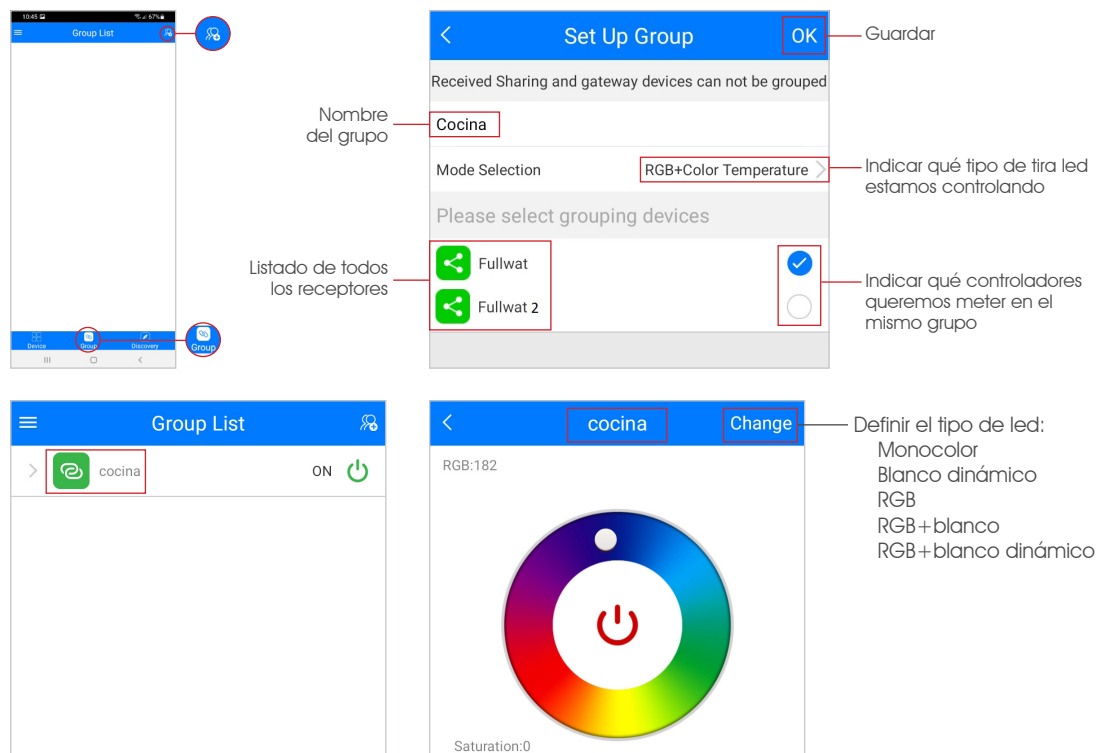 10:45
67%
Group List
Device
Group
Discovery
Group
Set Up Group
OK
Guardar
Received Sharing and gateway devices can not be grouped
Nombre
del grupo
Cocina
Mode Selection
RGB+Color Temperature
Indicar qué tipo de tira led
estamos controlando
Please select grouping devices
Listado de todos
los receptores
Fullwat
Fullwat 2
Indicar qué controladores
queremos meter en el
mismo grupo
Group List
cocina
ON
cocina
Change
RGB:182
Saturation:0
Definir el tipo de led:
Monocolor
Blanco dinámico
RGB
RGB+blanco
RGB+blanco dinámico